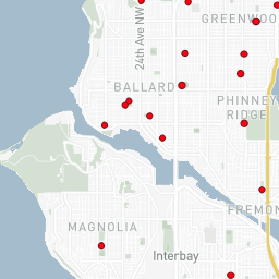 24th Ave NW
GREENWOO
BALLARD
PHINNEY
RIDGE
FREMON
MAGNOLIA
Interbay